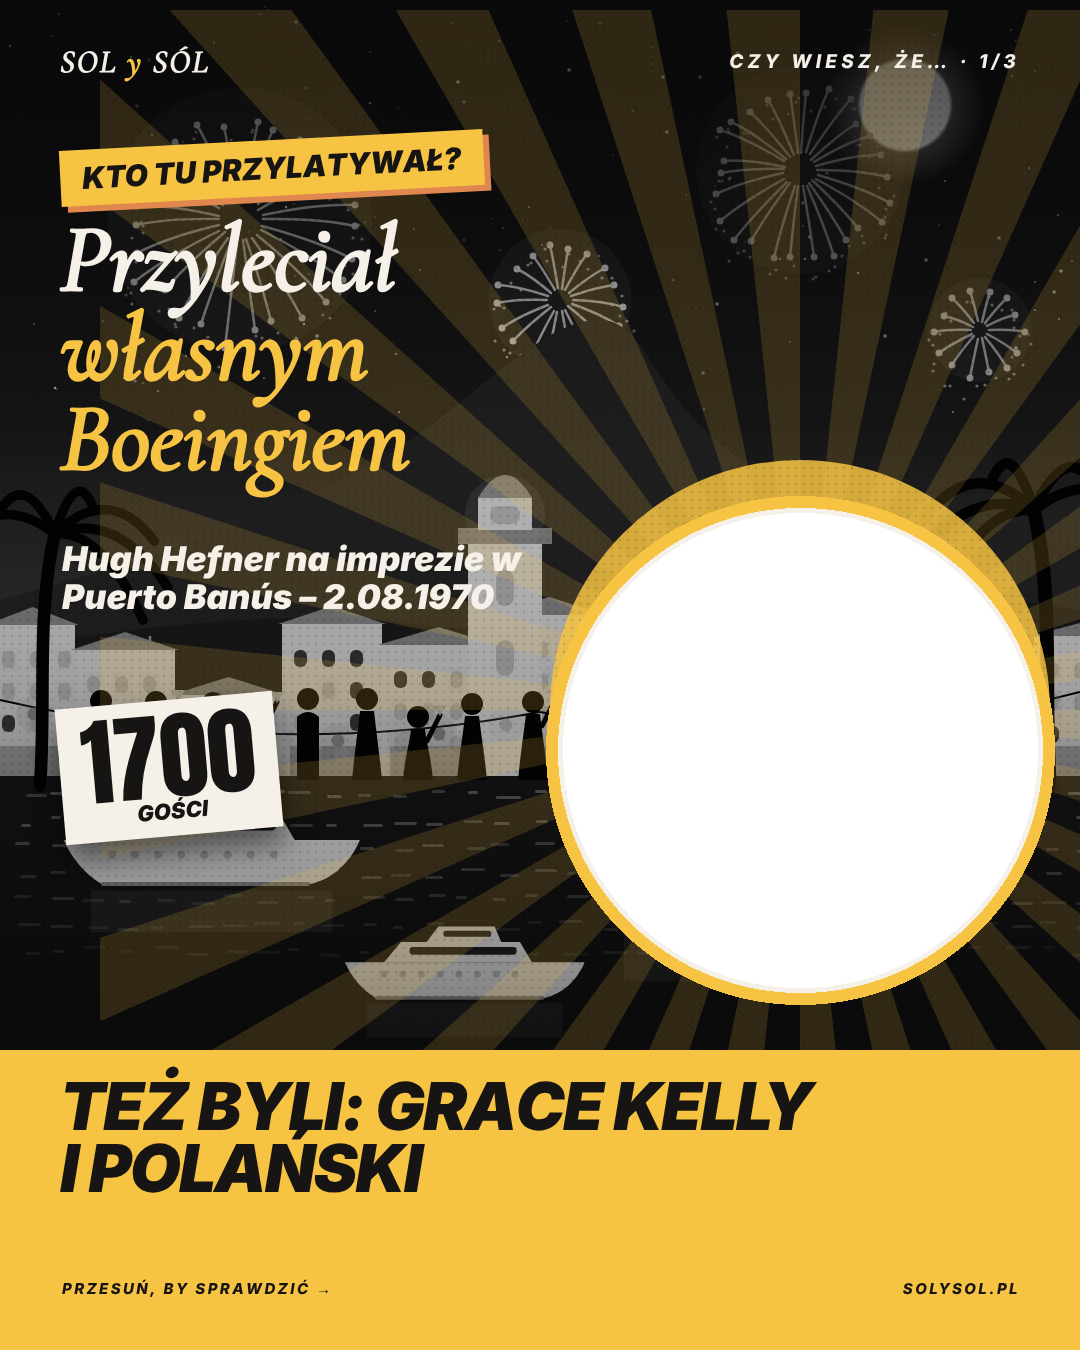 SOL y SÓL
CZY WIESZ, ŻE… · 1/3
KTO TU PRZYLATYWAŁ?
Przyleciał
własnym
Boeingiem
Hugh Hefner na imprezie w
Puerto Banús – 2.08.1970
1700
GOŚCI
TEŻ BYLI: GRACE KELLY
I POLAŃSKI
PRZESUŃ, BY SPRAWDZIĆ →
SOLYSOL.PL